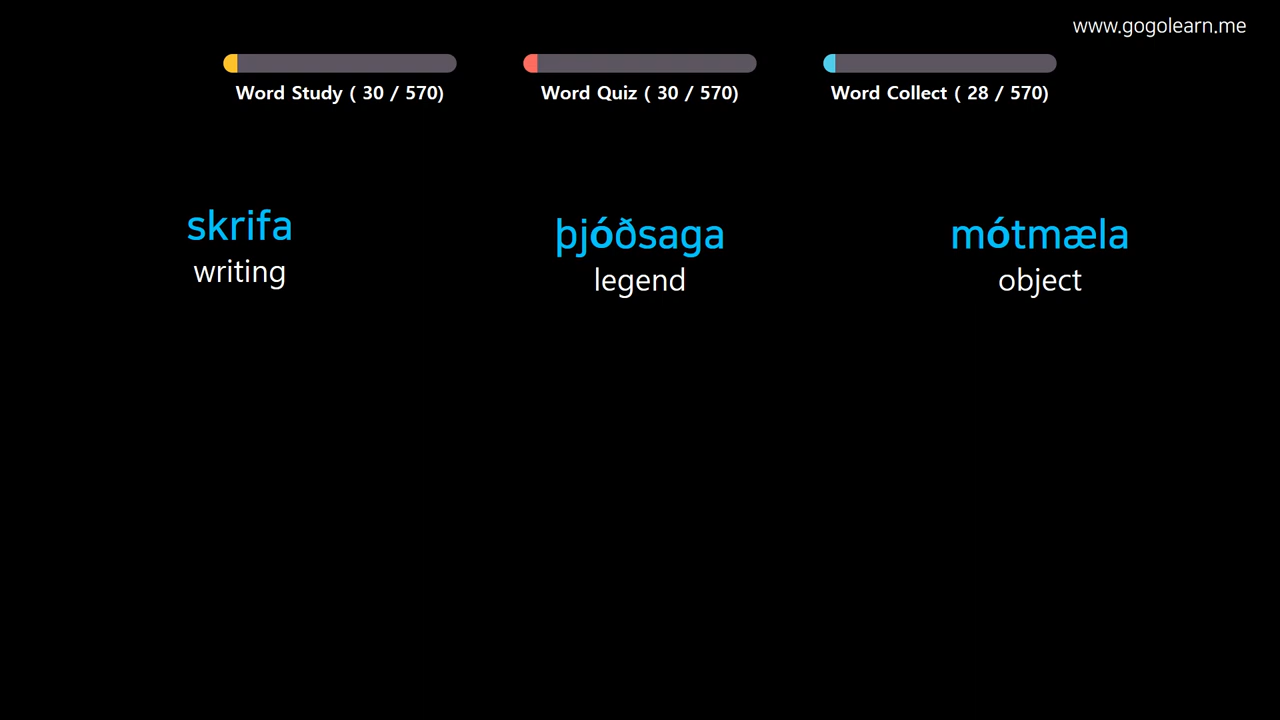 www.gogolearn.me
Word Study ( 30 / 570)
Word Quiz ( 30 / 570)
Word Collect ( 28 / 570)
skrifa
writing
þjóðsaga
legend
mótmæla
object